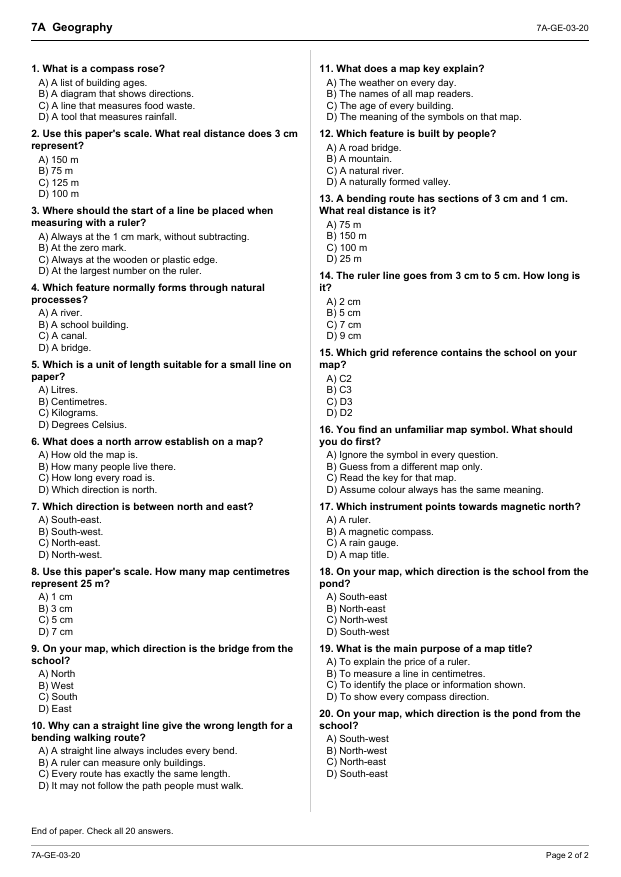 7A Geography
7A-GE-03-20
1. What is a compass rose?
A) A list of building ages.
B) A diagram that shows directions.
C) A line that measures food waste.
D) A tool that measures rainfall.
2. Use this paper's scale. What real distance does 3 cm
represent?
A) 150 m
B) 75 m
C) 125 m
D) 100 m
3. Where should the start of a line be placed when
measuring with a ruler?
A) Always at the 1 cm mark, without subtracting.
B) At the zero mark.
C) Always at the wooden or plastic edge.
D) At the largest number on the ruler.
4. Which feature normally forms through natural
processes?
A) A river.
B) A school building.
C) A canal.
D) A bridge.
5. Which is a unit of length suitable for a small line on
paper?
A) Litres.
B) Centimetres.
C) Kilograms.
D) Degrees Celsius.
6. What does a north arrow establish on a map?
A) How old the map is.
B) How many people live there.
C) How long every road is.
D) Which direction is north.
7. Which direction is between north and east?
A) South-east.
B) South-west.
C) North-east.
D) North-west.
8. Use this paper's scale. How many map centimetres
represent 25 m?
A) 1 cm
B) 3 cm
C) 5 cm
D) 7 cm
9. On your map, which direction is the bridge from the
school?
A) North
B) West
C) South
D) East
10. Why can a straight line give the wrong length for a
bending walking route?
A) A straight line always includes every bend.
B) A ruler can measure only buildings.
C) Every route has exactly the same length.
D) It may not follow the path people must walk.
11. What does a map key explain?
A) The weather on every day.
B) The names of all map readers.
C) The age of every building.
D) The meaning of the symbols on that map.
12. Which feature is built by people?
A) A road bridge.
B) A mountain.
C) A natural river.
D) A naturally formed valley.
13. A bending route has sections of 3 cm and 1 cm.
What real distance is it?
A) 75 m
B) 150 m
C) 100 m
D) 25 m
14. The ruler line goes from 3 cm to 5 cm. How long is
it?
A) 2 cm
B) 5 cm
C) 7 cm
D) 9 cm
15. Which grid reference contains the school on your
map?
A) C2
B) C3
C) D3
D) D2
16. You find an unfamiliar map symbol. What should
you do first?
A) Ignore the symbol in every question.
B) Guess from a different map only.
C) Read the key for that map.
D) Assume colour always has the same meaning.
17. Which instrument points towards magnetic north?
A) A ruler.
B) A magnetic compass.
C) A rain gauge.
D) A map title.
18. On your map, which direction is the school from the
pond?
A) South-east
B) North-east
C) North-west
D) South-west
19. What is the main purpose of a map title?
A) To explain the price of a ruler.
B) To measure a line in centimetres.
C) To identify the place or information shown.
D) To show every compass direction.
20. On your map, which direction is the pond from the
school?
A) South-west
B) North-west
C) North-east
D) South-east
End of paper. Check all 20 answers.
7A-GE-03-20
Page 2 of 2